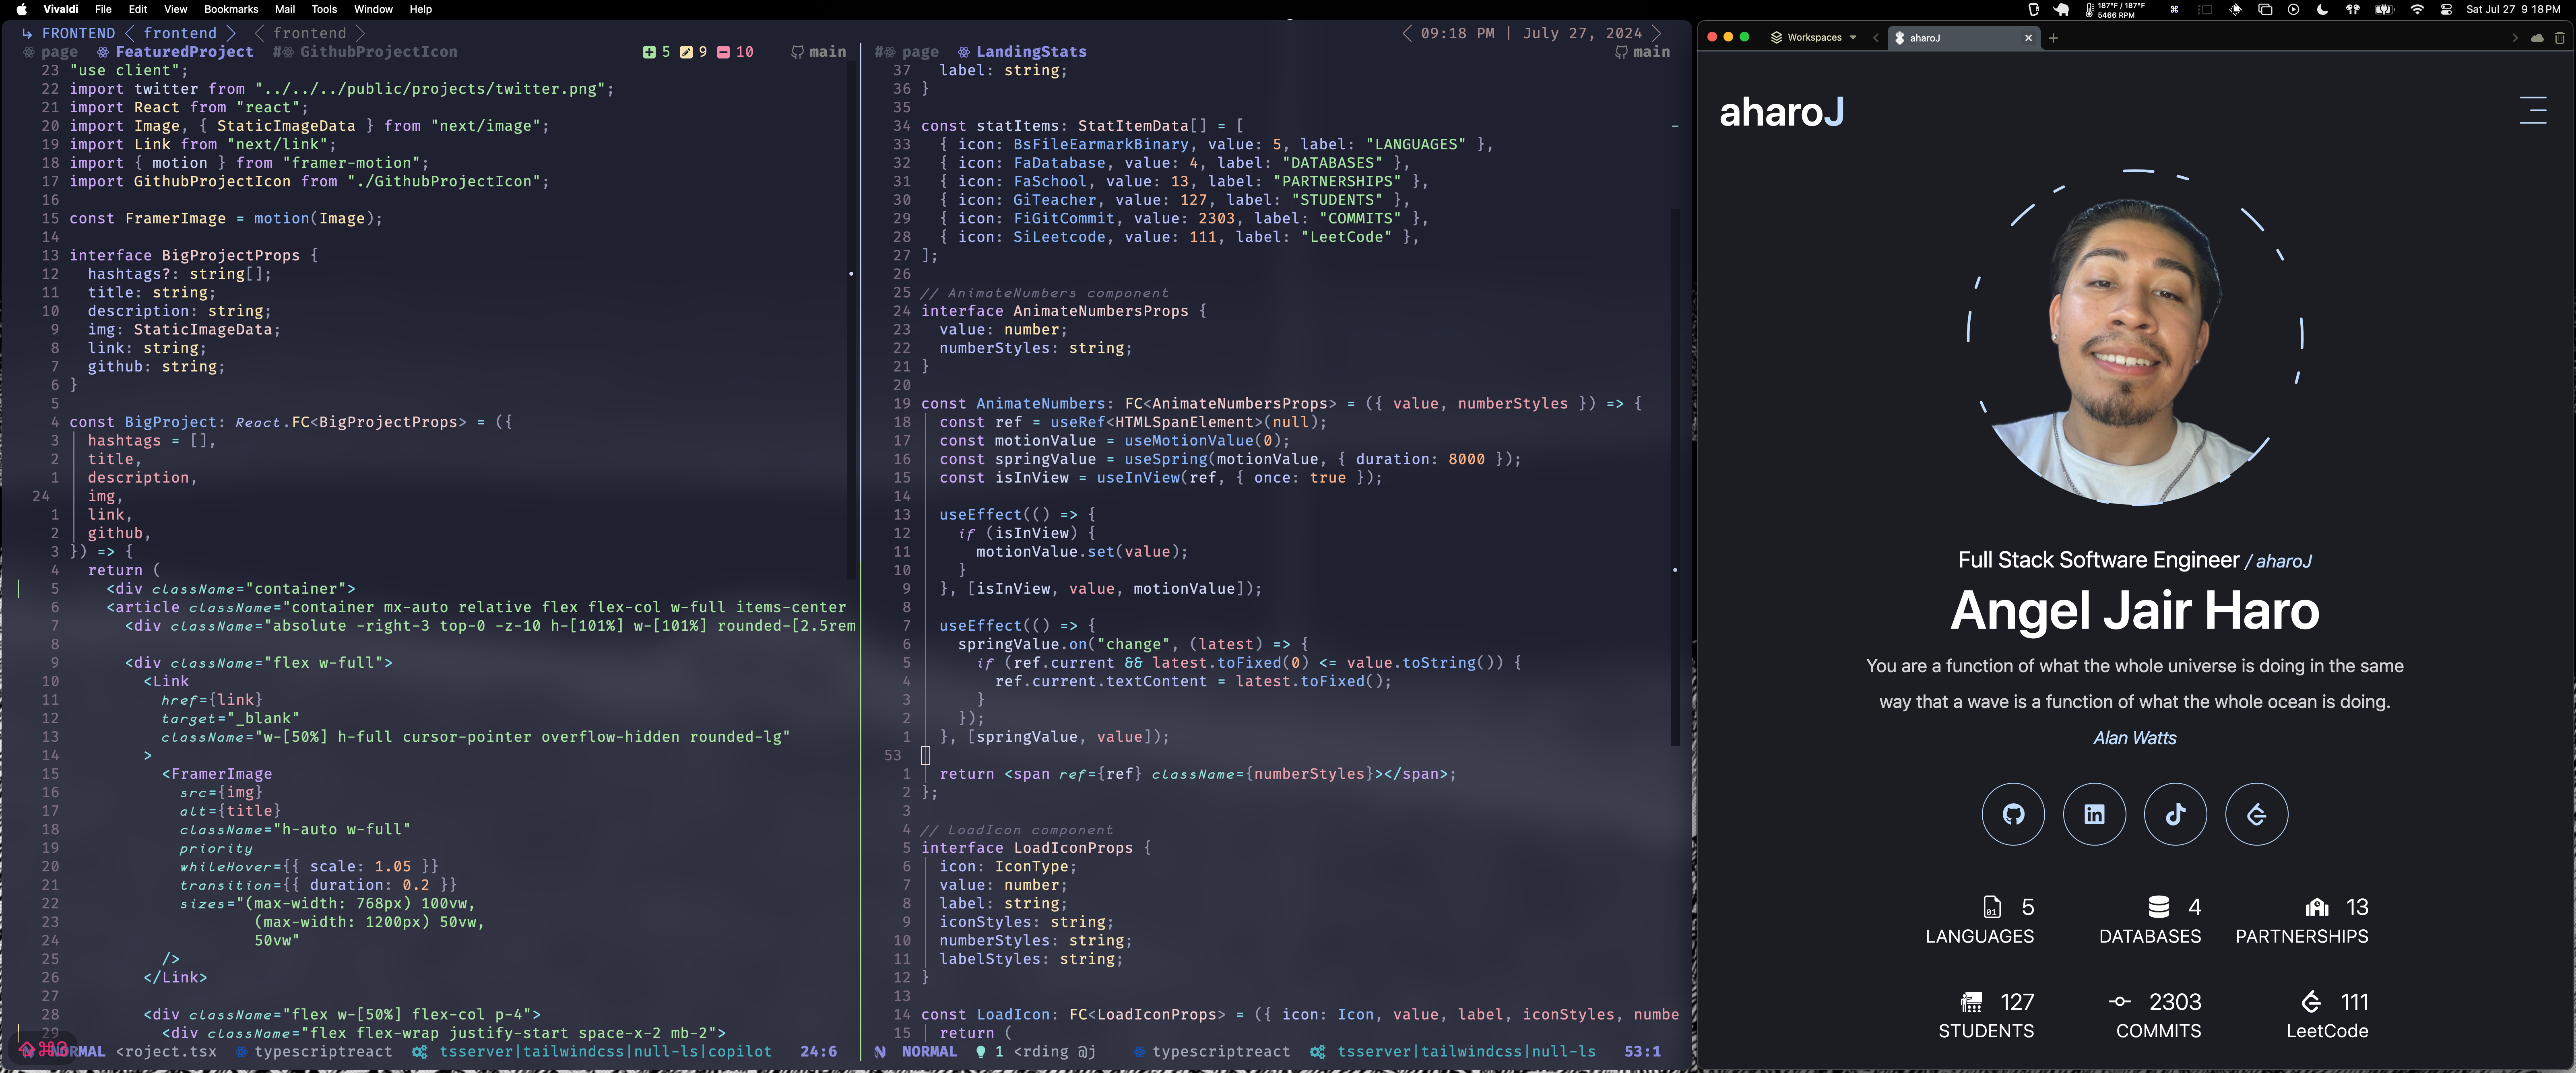 Vivaldi File Edit View Bookmarks Mail Tools Window Help
187°F / 187°F
5466 RPM
Sat Jul 27 9 18 PM
↳ FRONTEND < frontend > < frontend >
< 09:18 PM | July 27, 2024 >
page FeaturedProject # GithubProjectIcon 5 9 10 main
23 "use client";
22 import twitter from "../../../public/projects/twitter.png";
21 import React from "react";
20 import Image, { StaticImageData } from "next/image";
19 import Link from "next/link";
18 import { motion } from "framer-motion";
17 import GithubProjectIcon from "./GithubProjectIcon";
16
15 const FramerImage = motion(Image);
14
13 interface BigProjectProps {
12 hashtags?: string[];
11 title: string;
10 description: string;
9 img: StaticImageData;
8 link: string;
7 github: string;
6 }
5
4 const BigProject: React.FC<BigProjectProps> = ({
3 hashtags = [],
2 title,
1 description,
24 img,
1 link,
2 github,
3 }) => {
4 return (
5 <div className="container">
6 <article className="container mx-auto relative flex flex-col w-full items-center
7 <div className="absolute -right-3 top-0 -z-10 h-[101%] w-[101%] rounded-[2.5rem
8
9 <div className="flex w-full">
10 <Link
11 href={link}
12 target="_blank"
13 className="w-[50%] h-full cursor-pointer overflow-hidden rounded-lg"
14 >
15 <FramerImage
16 src={img}
17 alt={title}
18 className="h-auto w-full"
19 priority
20 whileHover={{ scale: 1.05 }}
21 transition={{ duration: 0.2 }}
22 sizes="(max-width: 768px) 100vw,
23 (max-width: 1200px) 50vw,
24 50vw"
25 />
26 </Link>
27
28 <div className="flex w-[50%] flex-col p-4">
29 <div className="flex flex-wrap justify-start space-x-2 mb-2">
NORMAL <roject.tsx typescriptreact tsserver|tailwindcss|null-ls|copilot 24:6
# page LandingStats main
37 label: string;
36 }
35
34 const statItems: StatItemData[] = [
33 { icon: BsFileEarmarkBinary, value: 5, label: "LANGUAGES" },
32 { icon: FaDatabase, value: 4, label: "DATABASES" },
31 { icon: FaSchool, value: 13, label: "PARTNERSHIPS" },
30 { icon: GiTeacher, value: 127, label: "STUDENTS" },
29 { icon: FiGitCommit, value: 2303, label: "COMMITS" },
28 { icon: SiLeetcode, value: 111, label: "LeetCode" },
27 ];
26
25 // AnimateNumbers component
24 interface AnimateNumbersProps {
23 value: number;
22 numberStyles: string;
21 }
20
19 const AnimateNumbers: FC<AnimateNumbersProps> = ({ value, numberStyles }) => {
18 const ref = useRef<HTMLSpanElement>(null);
17 const motionValue = useMotionValue(0);
16 const springValue = useSpring(motionValue, { duration: 8000 });
15 const isInView = useInView(ref, { once: true });
14
13 useEffect(() => {
12 if (isInView) {
11 motionValue.set(value);
10 }
9 }, [isInView, value, motionValue]);
8
7 useEffect(() => {
6 springValue.on("change", (latest) => {
5 if (ref.current && latest.toFixed(0) <= value.toString()) {
4 ref.current.textContent = latest.toFixed();
3 }
2 });
1 }, [springValue, value]);
53
1 return <span ref={ref} className={numberStyles}></span>;
2 };
3
4 // LoadIcon component
5 interface LoadIconProps {
6 icon: IconType;
7 value: number;
8 label: string;
9 iconStyles: string;
10 numberStyles: string;
11 labelStyles: string;
12 }
13
14 const LoadIcon: FC<LoadIconProps> = ({ icon: Icon, value, label, iconStyles, numbe
15 return (
NORMAL 1 <rding @j typescriptreact tsserver|tailwindcss|null-ls 53:1
Workspaces aharoJ
aharoJ
Full Stack Software Engineer / aharoJ
Angel Jair Haro
You are a function of what the whole universe is doing in the same
way that a wave is a function of what the whole ocean is doing.
Alan Watts
5 4 13
LANGUAGES DATABASES PARTNERSHIPS
127 2303 111
STUDENTS COMMITS LeetCode